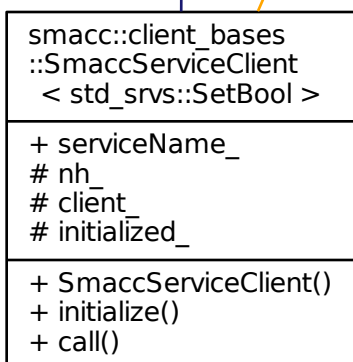 smacc::client_bases
::SmaccServiceClient
< std_srvs::SetBool >
+ serviceName_
# nh_
# client_
# initialized_
+ SmaccServiceClient()
+ initialize()
+ call()